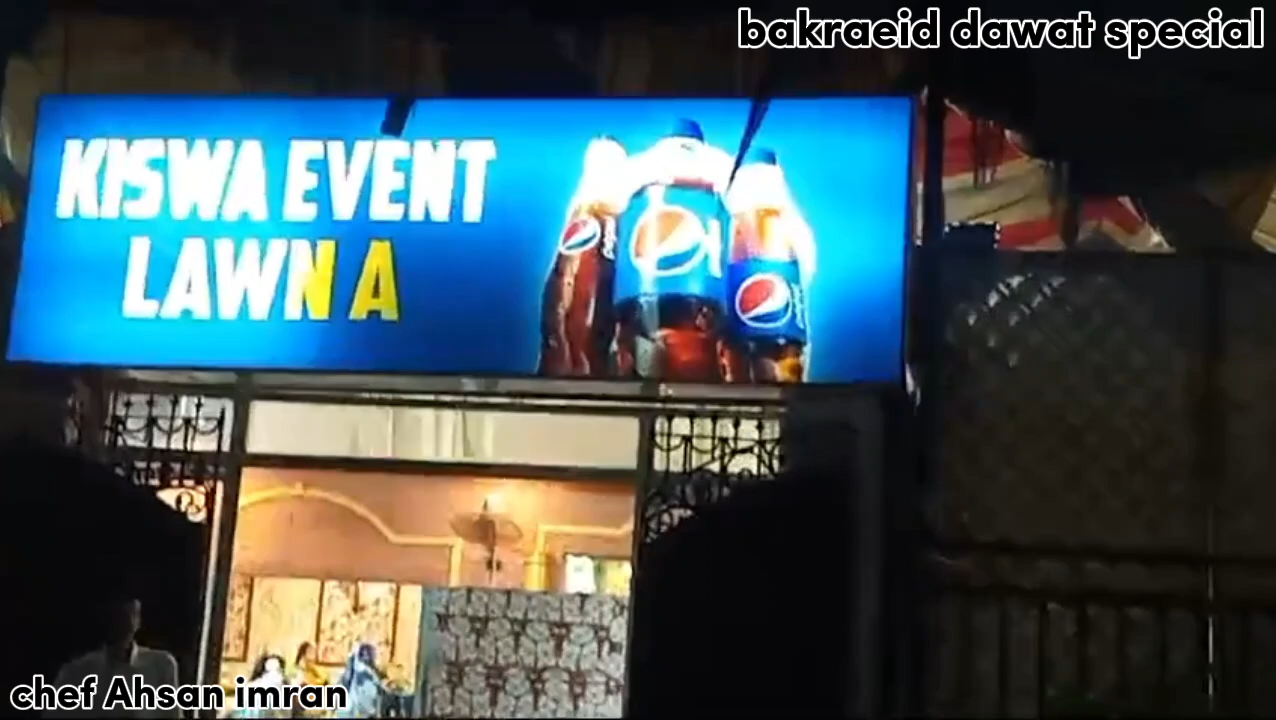 bakraeid dawat special
KISWA EVENT
LAWN A
chef Ahsan imran